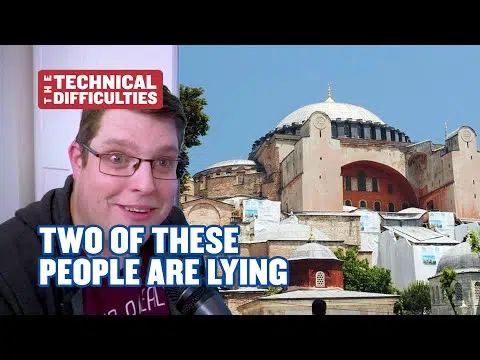 THE
TECHNICAL
DIFFICULTIES
TWO OF THESE
PEOPLE ARE LYING